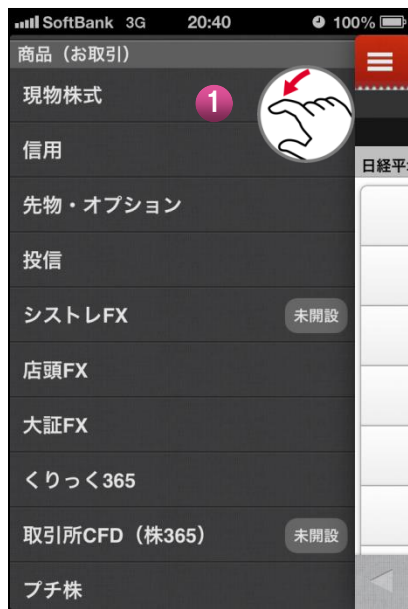 SoftBank 3G 20:40 100%
商品（お取引）
現物株式
1
信用
日経平
先物・オプション
投信
シストレFX 未開設
店頭FX
大証FX
くりっく365
取引所CFD（株365） 未開設
プチ株